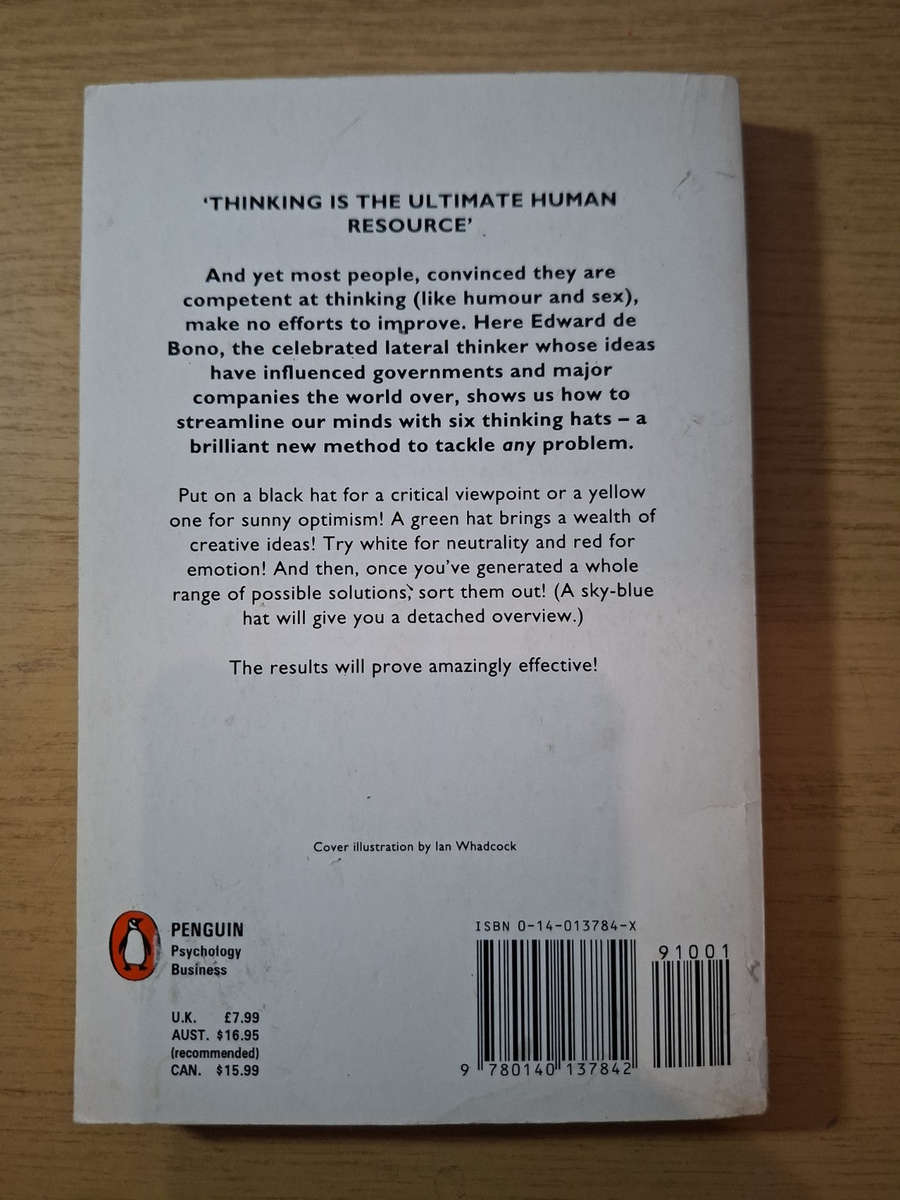 ‘THINKING IS THE ULTIMATE HUMAN
RESOURCE’
And yet most people, convinced they are
competent at thinking (like humour and sex),
make no efforts to improve. Here Edward de
Bono, the celebrated lateral thinker whose ideas
have influenced governments and major
companies the world over, shows us how to
streamline our minds with six thinking hats – a
brilliant new method to tackle any problem.
Put on a black hat for a critical viewpoint or a yellow
one for sunny optimism! A green hat brings a wealth of
creative ideas! Try white for neutrality and red for
emotion! And then, once you’ve generated a whole
range of possible solutions, sort them out! (A sky-blue
hat will give you a detached overview.)
The results will prove amazingly effective!
Cover illustration by Ian Whadcock
PENGUIN
Psychology
Business
U.K. £7.99
AUST. $16.95
(recommended)
CAN. $15.99
ISBN 0-14-013784-X
91001
9 780140 137842